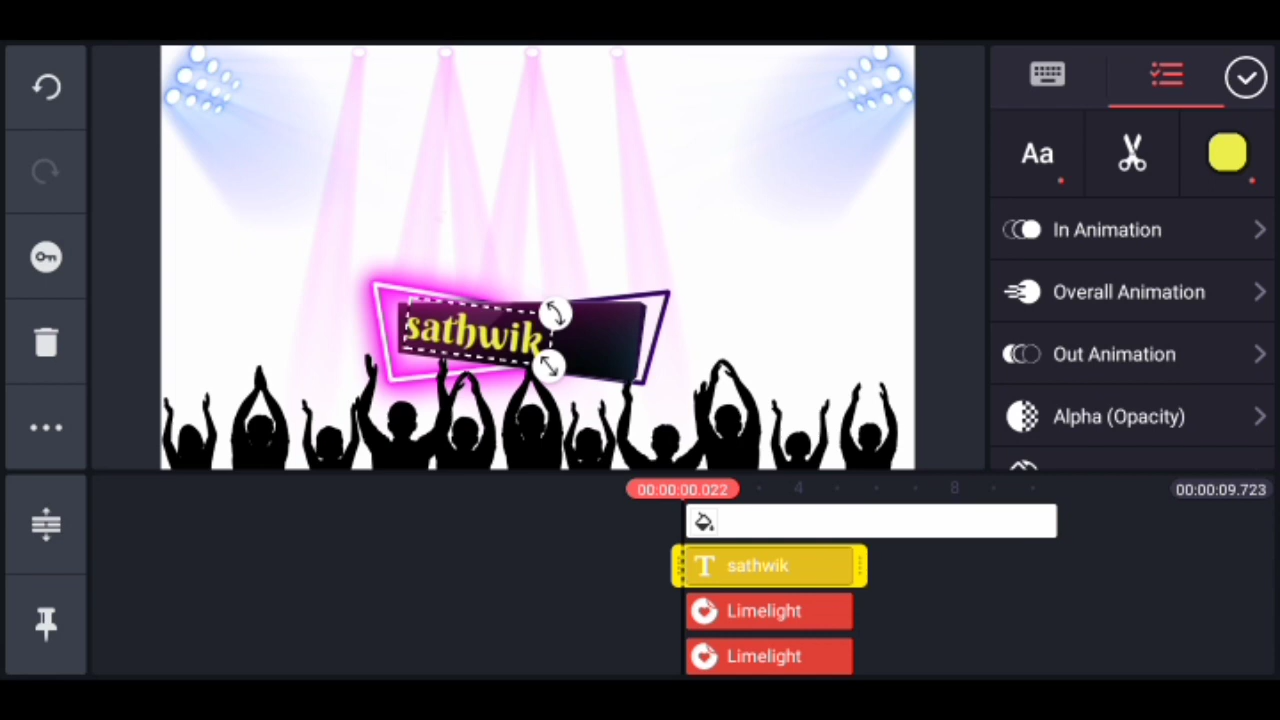 Aa
In Animation
Overall Animation
sathwik
Out Animation
Alpha (Opacity)
00:00:00.022
4
8
00:00:09.723
T sathwik
Limelight
Limelight